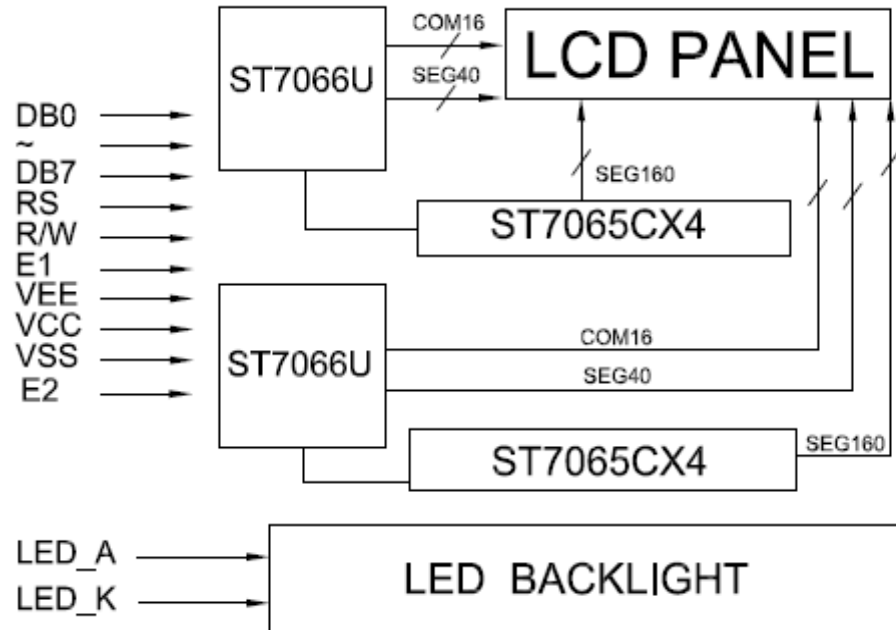 COM16
LCD PANEL
ST7066U
SEG40
DB0
~
DB7
SEG160
RS
ST7065CX4
R/W
E1
VEE
VCC
COM16
VSS
ST7066U
SEG40
E2
SEG160
ST7065CX4
LED_A
LED BACKLIGHT
LED_K